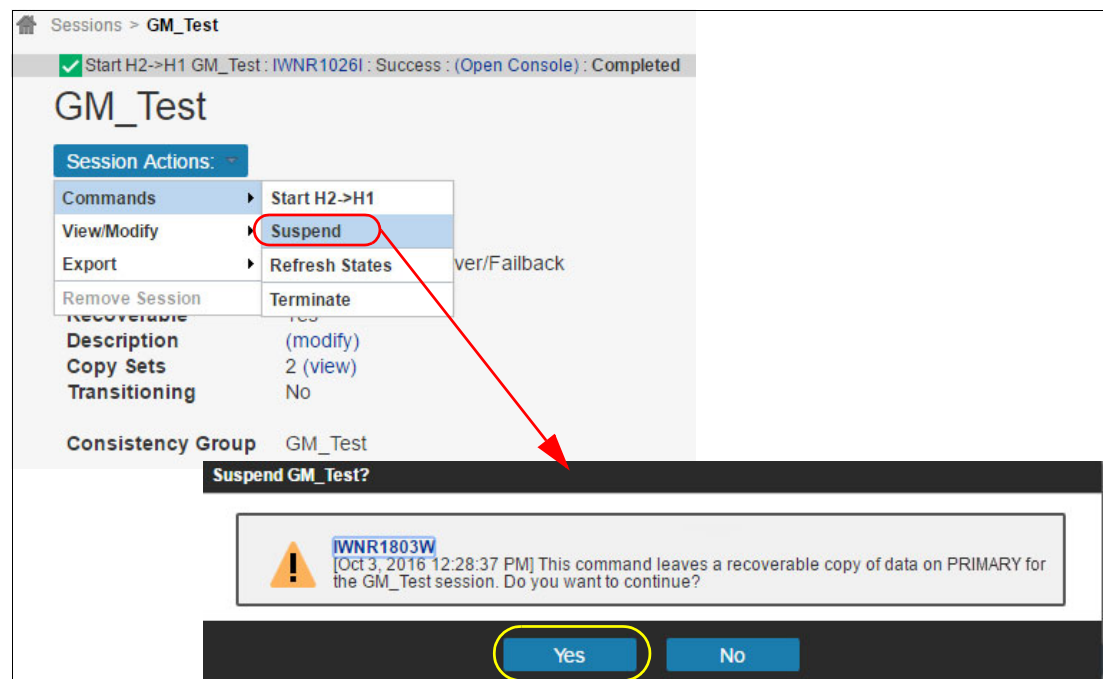 Sessions > GM_Test
Start H2->H1 GM_Test : IWNR1026I : Success : (Open Console) : Completed
GM_Test
Session Actions:
Commands
Start H2->H1
View/Modify
Suspend
Export
Refresh States
ver/Failback
Remove Session
Terminate
Recoverable Yes
Description (modify)
Copy Sets 2 (view)
Transitioning No
Consistency Group GM_Test
Suspend GM_Test?
IWNR1803W
[Oct 3, 2016 12:28:37 PM] This command leaves a recoverable copy of data on PRIMARY for
the GM_Test session. Do you want to continue?
Yes No